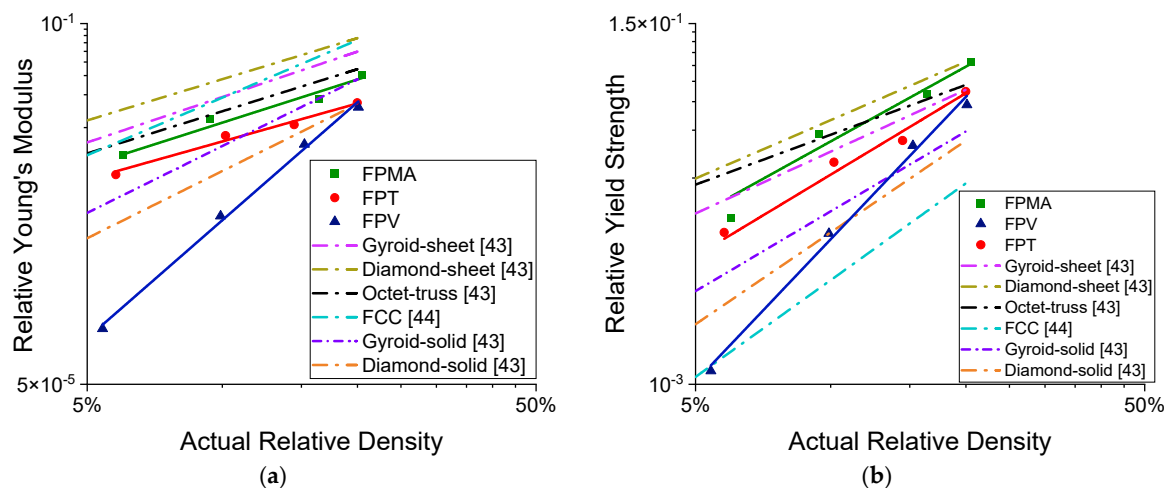 10⁻¹
Relative Young's Modulus
FPMA
FPT
FPV
Gyroid-sheet [43]
Diamond-sheet [43]
Octet-truss [43]
FCC [44]
Gyroid-solid [43]
Diamond-solid [43]
5×10⁻⁵
5%
50%
Actual Relative Density
(a)
1.5×10⁻¹
Relative Yield Strength
FPMA
FPV
FPT
Gyroid-sheet [43]
Diamond-sheet [43]
Octet-truss [43]
FCC [44]
Gyroid-solid [43]
Diamond-solid [43]
10⁻³
5%
50%
Actual Relative Density
(b)